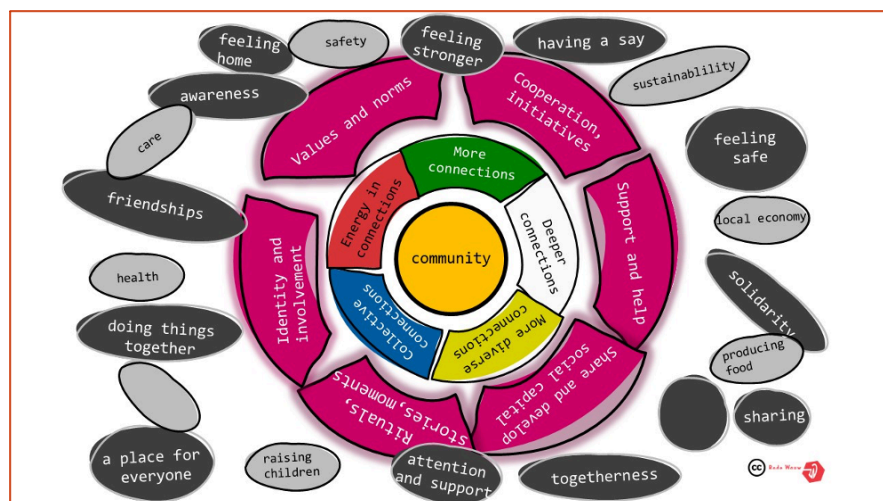 feeling
home
safety
feeling
stronger
having a say
sustainablility
awareness
Values and norms
Cooperation,
initiatives
care
More
connections
feeling
safe
Energy in
connections
Deeper
connections
Support and help
friendships
local economy
community
Identity and
involvement
health
solidarity
Collective
connections
More diverse
connections
doing things
together
producing
food
Share and develop
social capital
Rituals,
stories,moments
sharing
a place for
everyone
raising
children
attention
and support
togetherness
cc